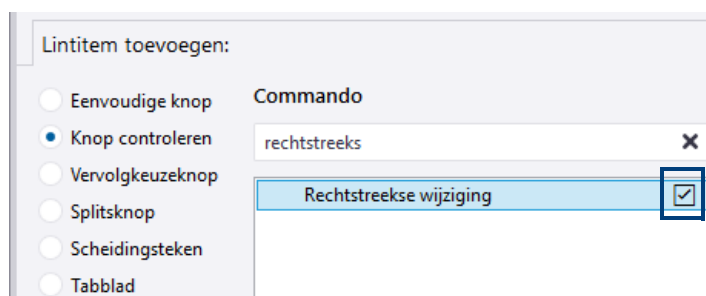 Lintitem toevoegen:
Eenvoudige knop
Knop controleren
Vervolgkeuzeknop
Splitsknop
Scheidingsteken
Tabblad
Commando
rechtstreeks
Rechtstreekse wijziging